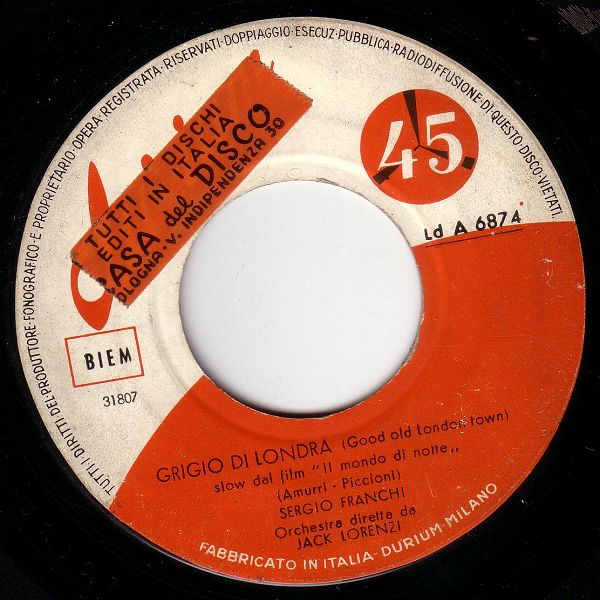 TUTTI I DIRITTI DEL PRODUTTORE FONOGRAFICO·E PROPRIETARIO OPERA REGISTRATA·RISERVATI·DOPPIAGGIO·ESECUZ·PUBBLICA·RADIODIFFUSIONE·DI QUESTO DISCO·VIETATI·
TUTTI I DISCHI
EDITI IN ITALIA
CASA del DISCO
BOLOGNA·V. INDIPENDENZA 30
45
Ld A 6874
BIEM
31807
GRIGIO DI LONDRA (Good old London town)
slow dal film "Il mondo di notte„
(Amurri - Piccioni)
SERGIO FRANCHI
Orchestra diretta da
JACK LORENZI
FABBRICATO IN ITALIA·DURIUM·MILANO